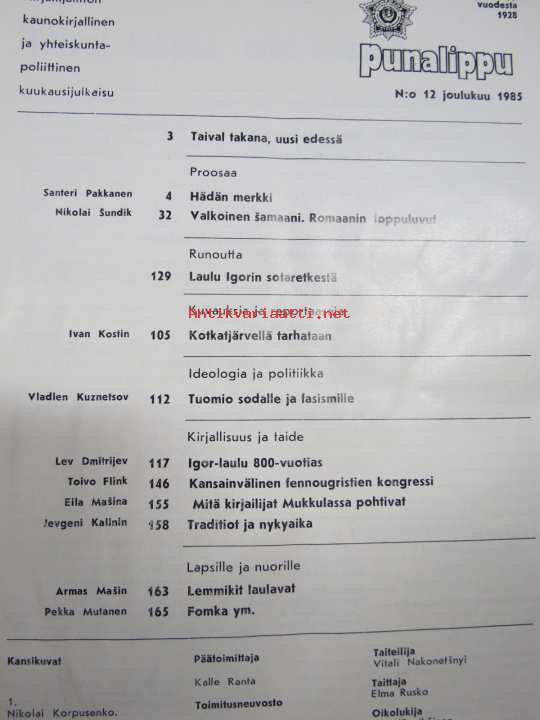 kaunokirjallinen
ja yhteiskunta-
poliittinen
kuukausijulkaisu
vuodesta
1928
punalippu
N:o 12 joulukuu 1985
3 Taival takana, uusi edessä
Proosaa
Santeri Pakkanen 4 Hädän merkki
Nikolai Šundik 32 Valkoinen šamaani. Romaanin loppuluvut
Runoutta
129 Laulu Igorin sotaretkestä
Kuvauksia ja
antikvariaatti.net
Ivan Kostin 105 Kotkatjärvellä tarhataan
Ideologia ja politiikka
Vladlen Kuznetsov 112 Tuomio sodalle ja fasismille
Kirjallisuus ja taide
Lev Dmitrijev 117 Igor-laulu 800-vuotias
Toivo Flink 146 Kansainvälinen fennougristien kongressi
Eila Mašina 155 Mitä kirjailijat Mukkulassa pohtivat
Jevgeni Kalinin 158 Traditiot ja nykyaika
Lapsille ja nuorille
Armas Mašin 163 Lemmikit laulavat
Pekka Mutanen 165 Fomka ym.
Kansikuvat
1.
Nikolai Korpusenko.
Päätoimittaja
Kalle Ranta
Toimitusneuvosto
Taiteilija
Vitali Nakonetšnyi
Taittaja
Elma Rusko
Oikolukija